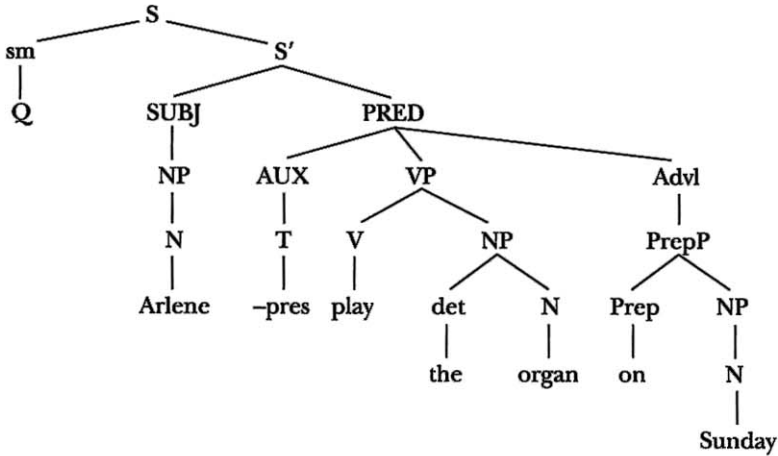 S
sm S′
Q SUBJ PRED
NP AUX VP Advl
N T V NP PrepP
Arlene –pres play det N Prep NP
the organ on N
Sunday